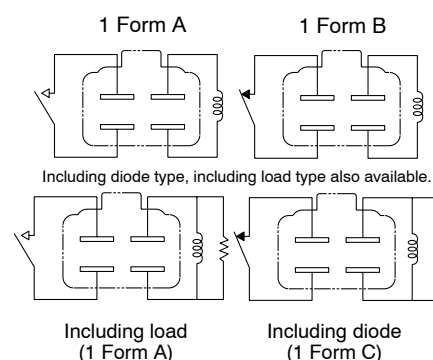 1 Form A
1 Form B
Including diode type, including load type also available.
Including load
(1 Form A)
Including diode
(1 Form C)